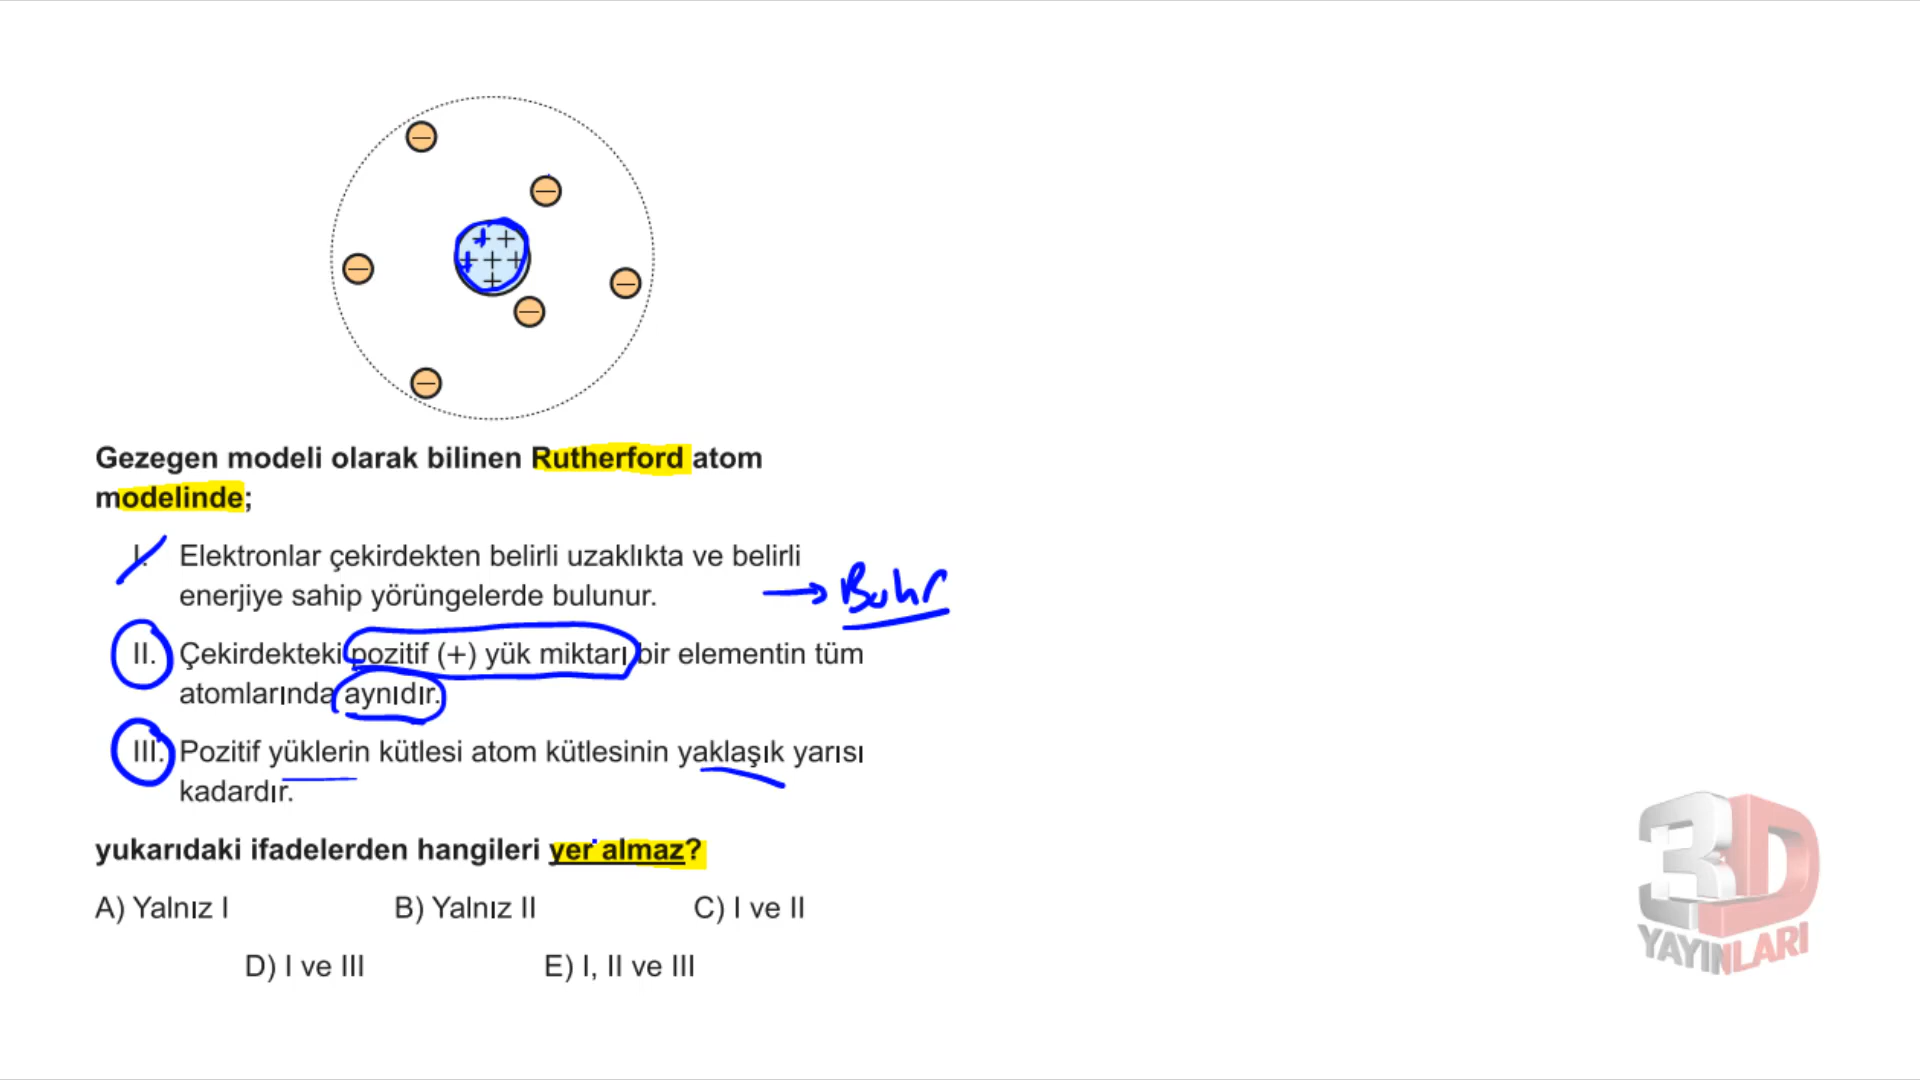 Gezegen modeli olarak bilinen Rutherford atom
modelinde;
I. Elektronlar çekirdekten belirli uzaklıkta ve belirli
enerjiye sahip yörüngelerde bulunur.
→ Bohr
II. Çekirdekteki pozitif (+) yük miktarı bir elementin tüm
atomlarında aynıdır.
III. Pozitif yüklerin kütlesi atom kütlesinin yaklaşık yarısı
kadardır.
yukarıdaki ifadelerden hangileri yer almaz?
A) Yalnız I B) Yalnız II C) I ve II
D) I ve III E) I, II ve III
3D
YAYINLARI